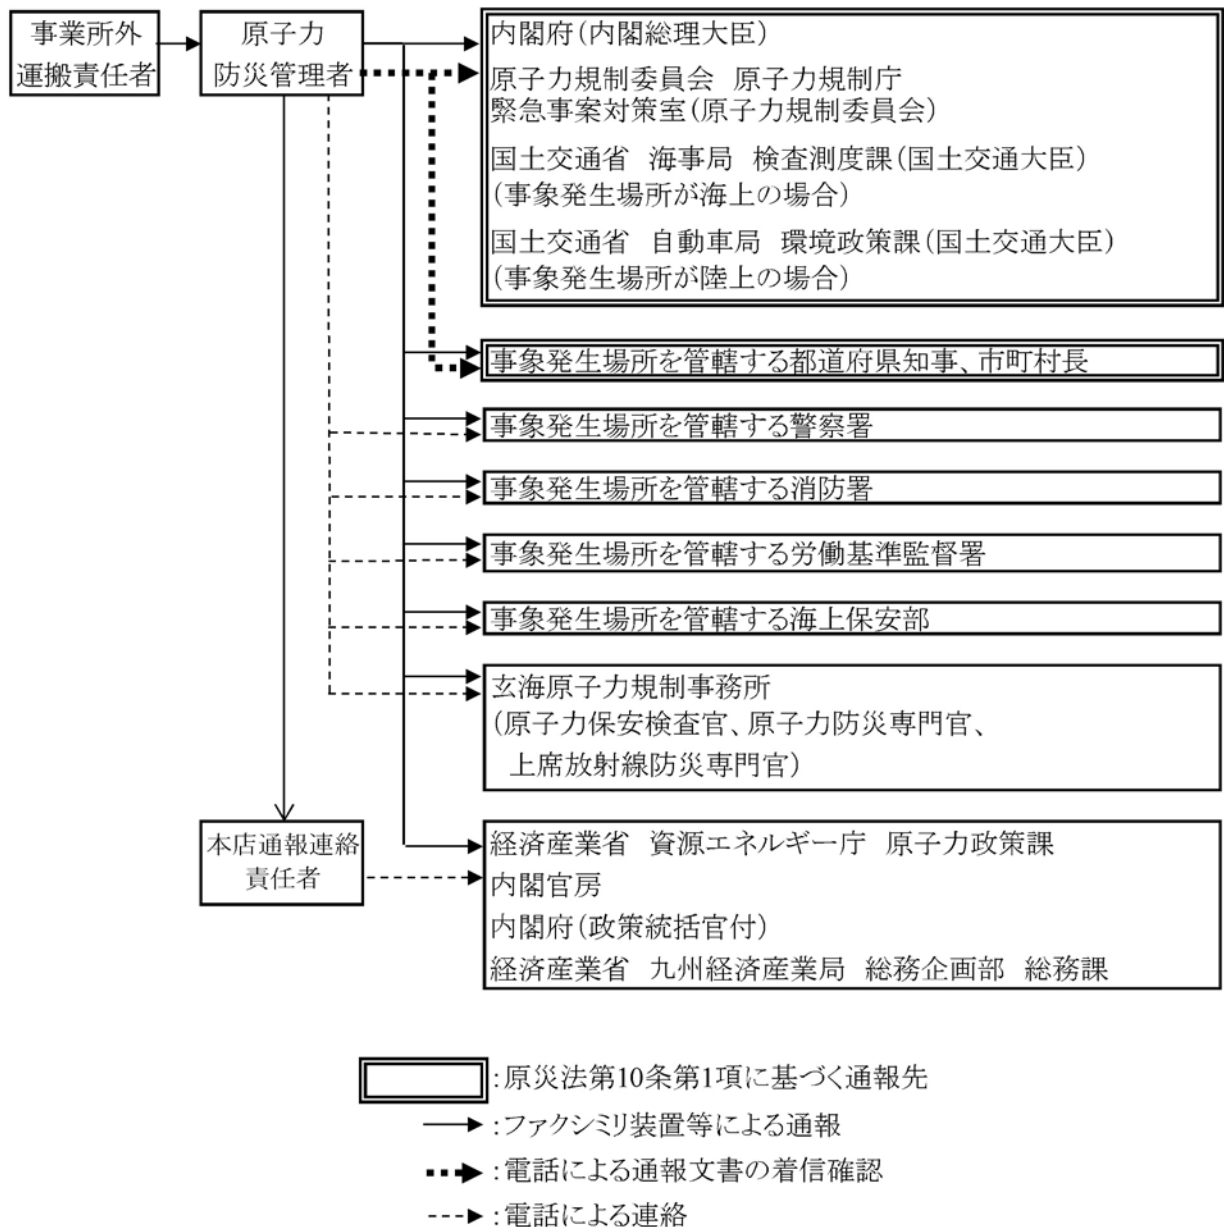 事業所外
運搬責任者
原子力
防災管理者
内閣府(内閣総理大臣)
原子力規制委員会 原子力規制庁
緊急事案対策室(原子力規制委員会)
国土交通省 海事局 検査測度課(国土交通大臣)
(事象発生場所が海上の場合)
国土交通省 自動車局 環境政策課(国土交通大臣)
(事象発生場所が陸上の場合)
事象発生場所を管轄する都道府県知事、市町村長
事象発生場所を管轄する警察署
事象発生場所を管轄する消防署
事象発生場所を管轄する労働基準監督署
事象発生場所を管轄する海上保安部
玄海原子力規制事務所
(原子力保安検査官、原子力防災専門官、
上席放射線防災専門官)
本店通報連絡
責任者
経済産業省 資源エネルギー庁 原子力政策課
内閣官房
内閣府(政策統括官付)
経済産業省 九州経済産業局 総務企画部 総務課
:原災法第10条第1項に基づく通報先
:ファクシミリ装置等による通報
:電話による通報文書の着信確認
:電話による連絡